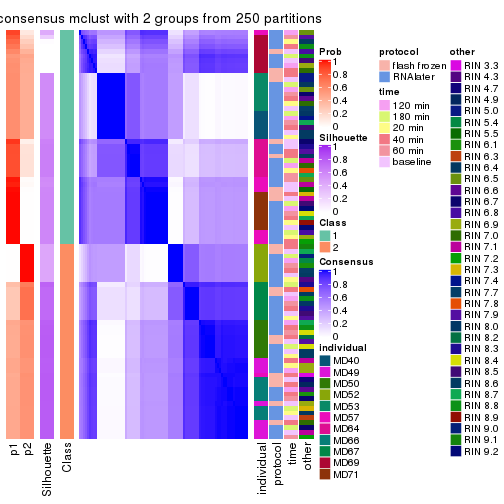 consensus mclust with 2 groups from 250 partitions
Prob
1
0.8
0.6
0.4
0.2
0
Silhouette
1
0.8
0.6
0.4
0.2
0
Class
1
2
Consensus
1
0.8
0.6
0.4
0.2
0
individual
MD40
MD49
MD50
MD52
MD53
MD57
MD64
MD66
MD67
MD69
MD71
protocol
flash frozen
RNAlater
time
120 min
180 min
20 min
40 min
60 min
baseline
other
RIN 3.3
RIN 4.3
RIN 4.7
RIN 4.9
RIN 5.0
RIN 5.4
RIN 5.5
RIN 6.1
RIN 6.3
RIN 6.4
RIN 6.5
RIN 6.6
RIN 6.7
RIN 6.8
RIN 6.9
RIN 7.0
RIN 7.1
RIN 7.2
RIN 7.3
RIN 7.4
RIN 7.7
RIN 7.8
RIN 7.9
RIN 8.0
RIN 8.2
RIN 8.3
RIN 8.4
RIN 8.5
RIN 8.6
RIN 8.7
RIN 8.8
RIN 8.9
RIN 9.0
RIN 9.1
RIN 9.2
p1
p2
Silhouette
Class
individual
protocol
time
other